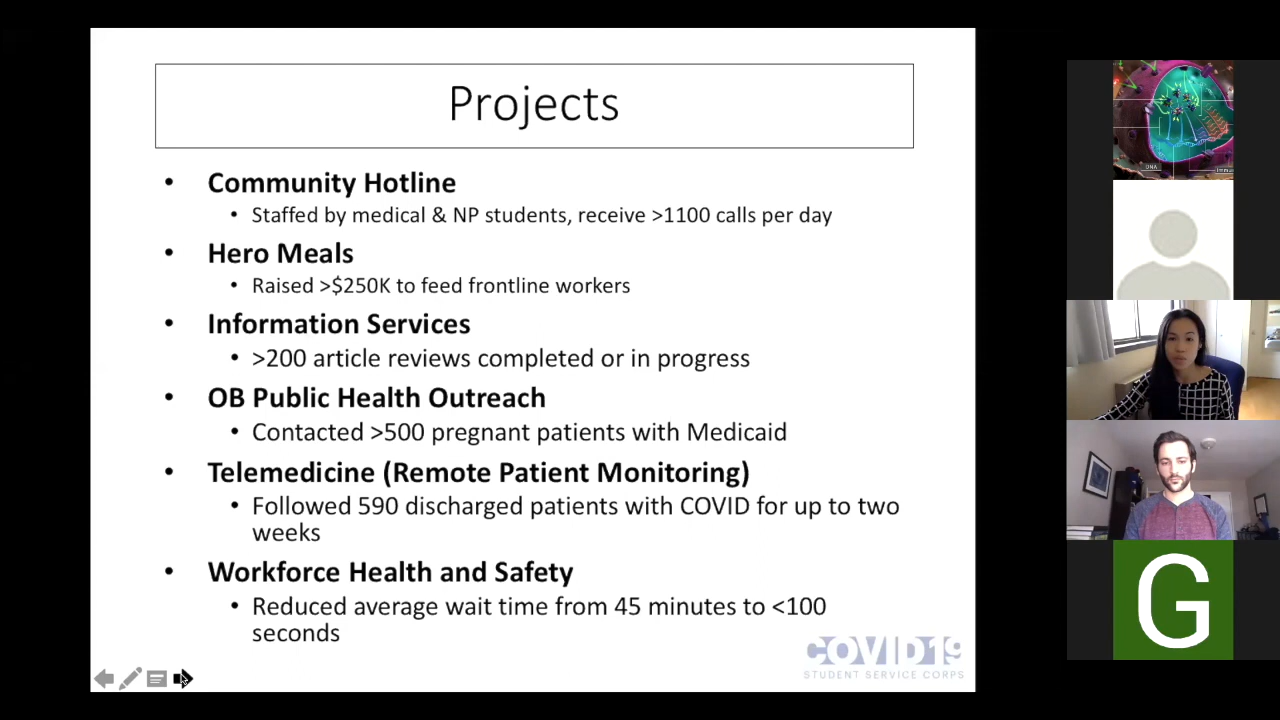 Projects
• Community Hotline
• Staffed by medical & NP students, receive >1100 calls per day
• Hero Meals
• Raised >$250K to feed frontline workers
• Information Services
• >200 article reviews completed or in progress
• OB Public Health Outreach
• Contacted >500 pregnant patients with Medicaid
• Telemedicine (Remote Patient Monitoring)
• Followed 590 discharged patients with COVID for up to two
weeks
• Workforce Health and Safety
• Reduced average wait time from 45 minutes to <100
seconds
COVID19
STUDENT SERVICE CORPS
DNA
G